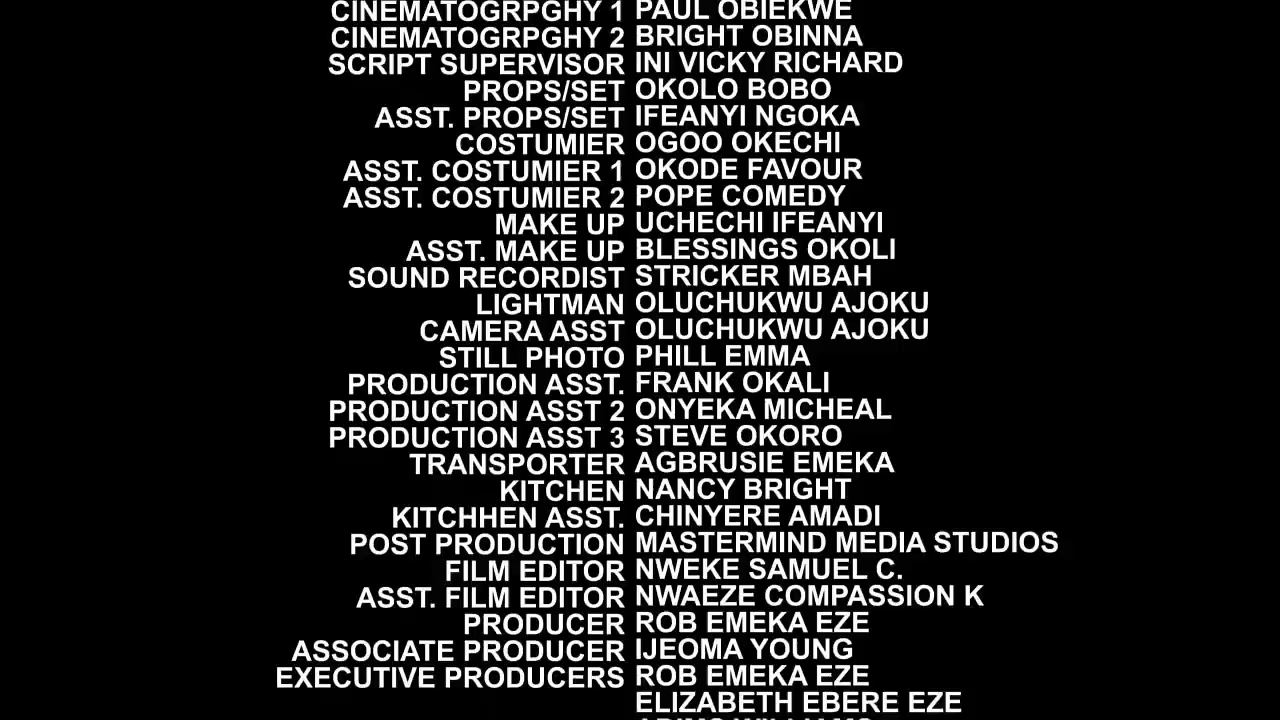 CINEMATOGRPGHY 1 PAUL OBIEKWE
CINEMATOGRPGHY 2 BRIGHT OBINNA
SCRIPT SUPERVISOR INI VICKY RICHARD
PROPS/SET OKOLO BOBO
ASST. PROPS/SET IFEANYI NGOKA
COSTUMIER OGOO OKECHI
ASST. COSTUMIER 1 OKODE FAVOUR
ASST. COSTUMIER 2 POPE COMEDY
MAKE UP UCHECHI IFEANYI
ASST. MAKE UP BLESSINGS OKOLI
SOUND RECORDIST STRICKER MBAH
LIGHTMAN OLUCHUKWU AJOKU
CAMERA ASST OLUCHUKWU AJOKU
STILL PHOTO PHILL EMMA
PRODUCTION ASST. FRANK OKALI
PRODUCTION ASST 2 ONYEKA MICHEAL
PRODUCTION ASST 3 STEVE OKORO
TRANSPORTER AGBRUSIE EMEKA
KITCHEN NANCY BRIGHT
KITCHHEN ASST. CHINYERE AMADI
POST PRODUCTION MASTERMIND MEDIA STUDIOS
FILM EDITOR NWEKE SAMUEL C.
ASST. FILM EDITOR NWAEZE COMPASSION K
PRODUCER ROB EMEKA EZE
ASSOCIATE PRODUCER IJEOMA YOUNG
EXECUTIVE PRODUCERS ROB EMEKA EZE
ELIZABETH EBERE EZE